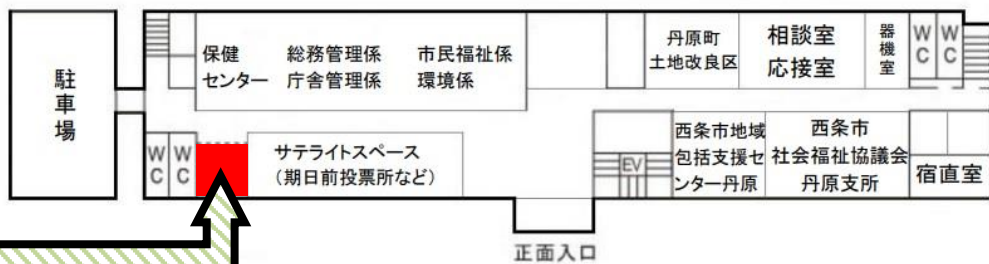 駐車場
保健
センター
総務管理係
庁舎管理係
市民福祉係
環境係
丹原町
土地改良区
相談室
応接室
器機室
WC
WC
WC
WC
サテライトスペース
（期日前投票所など）
EV
西条市地域
包括支援セ
ンター丹原
西条市
社会福祉協議会
丹原支所
宿直室
正面入口